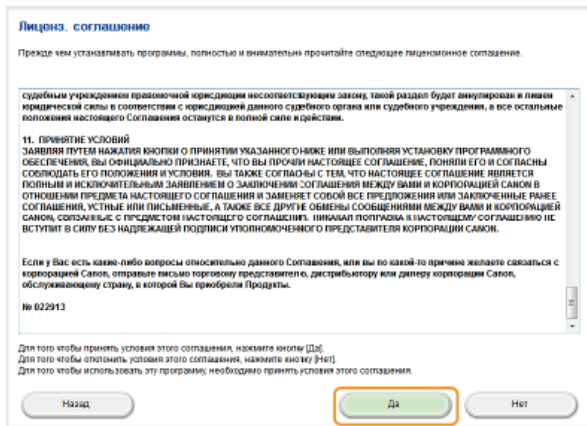 Лиценз. соглашение
Прежде чем устанавливать программы, полностью и внимательн прочитайте следующее лицензионное соглашение.
судебным учреждением правомочной юрисдикции несоответствующим закону, такой раздел будет аннулирован и лишен
юридической силы в соответствии с юрисдикцией данного судебного органа или судебного учреждения, а все остальные
положения настоящего Соглашения останутся в полной силе и действии.
11. ПРИНЯТИЕ УСЛОВИЙ
ЗАЯВЛЯЯ ПУТЕМ НАЖАТИЯ КНОПКИ О ПРИНЯТИИ УКАЗАННОГО НИЖЕ ИЛИ ВЫПОЛНЯЯ УСТАНОВКУ ПРОГРАММНОГО
ОБЕСПЕЧЕНИЯ, ВЫ ОФИЦИАЛЬНО ПРИЗНАЕТЕ, ЧТО ВЫ ПРОЧЛИ НАСТОЯЩЕЕ СОГЛАШЕНИЕ, ПОНЯЛИ ЕГО И СОГЛАСНЫ
СОБЛЮДАТЬ ЕГО ПОЛОЖЕНИЯ И УСЛОВИЯ. ВЫ ТАКЖЕ СОГЛАСНЫ С ТЕМ, ЧТО НАСТОЯЩЕЕ СОГЛАШЕНИЕ ЯВЛЯЕТСЯ
ПОЛНЫМ И ИСКЛЮЧИТЕЛЬНЫМ ЗАЯВЛЕНИЕМ О ЗАКЛЮЧЕНИИ СОГЛАШЕНИЯ МЕЖДУ ВАМИ И КОРПОРАЦИЕЙ CANON В
ОТНОШЕНИИ ПРЕДМЕТА НАСТОЯЩЕГО СОГЛАШЕНИЯ И ЗАМЕНЯЕТ СОБОЙ ВСЕ ПРЕДЛОЖЕНИЯ ИЛИ ЗАКЛЮЧЕННЫЕ РАНЕЕ
СОГЛАШЕНИЯ, УСТНЫЕ ИЛИ ПИСЬМЕННЫЕ, А ТАКЖЕ ВСЕ ДРУГИЕ ОБМЕНЫ СООБЩЕНИЯМИ МЕЖДУ ВАМИ И КОРПОРАЦИЕЙ
CANON, СВЯЗАННЫЕ С ПРЕДМЕТОМ НАСТОЯЩЕГО СОГЛАШЕНИЯ. НИКАКАЯ ПОПРАВКА К НАСТОЯЩЕМУ СОГЛАШЕНИЮ НЕ
ВСТУПИТ В СИЛУ БЕЗ НАДЛЕЖАЩЕЙ ПОДПИСИ УПОЛНОМОЧЕННОГО ПРЕДСТАВИТЕЛЯ КОРПОРАЦИИ CANON.
Если у Вас есть какие-либо вопросы относительно данного Соглашения, или вы по какой-то причине желаете связаться с
корпорацией Canon, отправьте письмо торговому представителю, дистрибьютору или дилеру корпорации Canon,
обслуживающему страну, в которой Вы приобрели Продукты.
№ 022913
Для того чтобы принять условия этого соглашения, нажмите кнопку [Да].
Для того чтобы отклонить условия этого соглашения, нажмите кнопку [Нет].
Для того чтобы использовать эту программу, необходимо принять условия этого соглашения.
Назад
Да
Нет